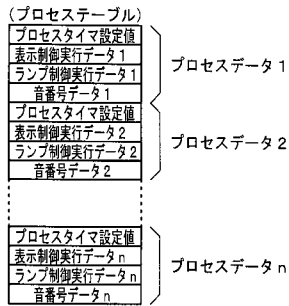 (プロセステーブル)
プロセスタイマ設定値
表示制御実行データ1
ランプ制御実行データ1
音番号データ1
プロセスデータ1
プロセスタイマ設定値
表示制御実行データ2
ランプ制御実行データ2
音番号データ2
プロセスデータ2
プロセスタイマ設定値
表示制御実行データn
ランプ制御実行データn
音番号データn
プロセスデータn